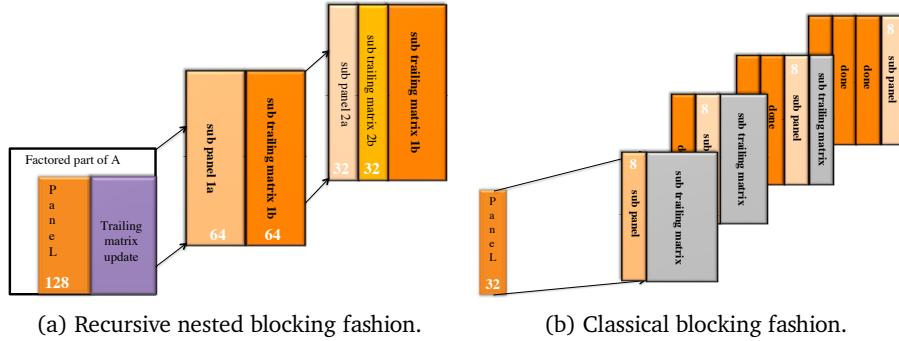 Factored part of A
PaneL
128
Trailing
matrix
update
sub panel 1a
64
sub trailing matrix 1b
64
sub panel 2a
32
sub trailing matrix 2b
32
sub trailing matrix 1b
(a) Recursive nested blocking fashion.
PaneL
32
8
sub panel
sub trailing matrix
8
sub panel
sub trailing matrix
done
8
sub panel
sub trailing matrix
done
done
8
sub panel
(b) Classical blocking fashion.